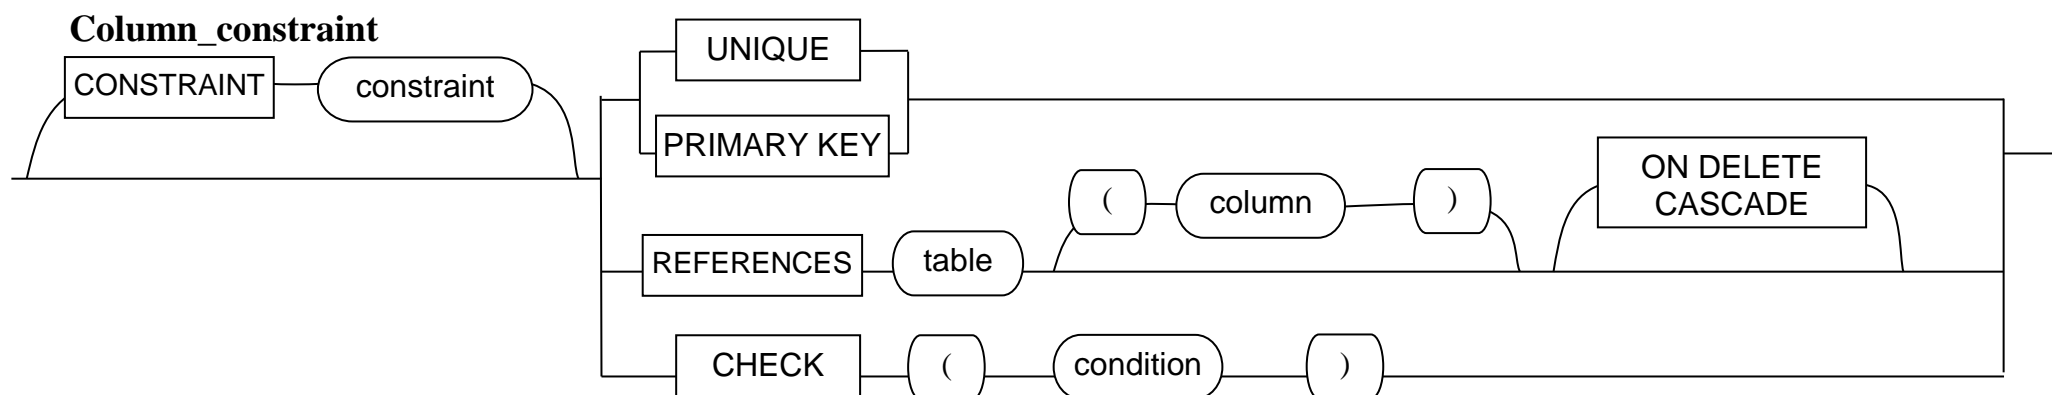 Column_constraint
CONSTRAINT constraint
UNIQUE
PRIMARY KEY
REFERENCES table ( column ) ON DELETE
CASCADE
CHECK ( condition )